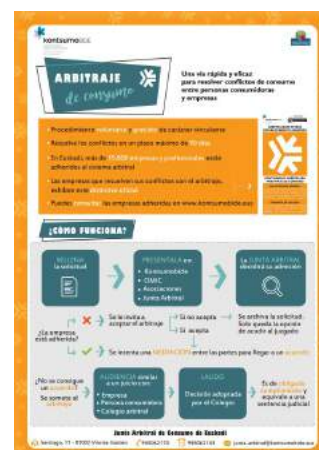 kontsumobide
ARBITRAJE
de consumo
Una vía rápida y eficaz
para resolver conflictos de consumo
entre personas consumidoras
y empresas
Procedimiento voluntario y gratuito de carácter vinculante
Resuelve los conflictos en un plazo máximo de
En Euskadi, más de empresas y profesionales están
adheridas al sistema arbitral
Las empresas que resuelven sus conflictos con el arbitraje,
exhiben este distintivo oficial
Puedes consultar las empresas adheridas en www.kontsumobide.eus
¿CÓMO FUNCIONA?
RELLENA
la solicitud
PRESÉNTALA en:
• Kontsumobide
• OMIC
• Asociaciones
• Junta Arbitral
La JUNTA ARBITRAL
decidirá su admisión
¿La empresa
está adherida?
Se le invita a
aceptar el arbitraje
Si no acepta
Se archiva la solicitud.
Solo queda la opción
de acudir al juzgado
Si acepta
Se intenta una MEDIACIÓN entre las partes para llegar a un acuerdo
¿No se consigue
un acuerdo?
Se somete al
arbitraje
AUDIENCIA similar
a un juicio con:
• Empresa
• Persona consumidora
• Colegio arbitral
LAUDO
Decisión adoptada
por el Colegio
Es de obligado
cumplimiento y
equivale a una
sentencia judicial
Junta Arbitral de Consumo de Euskadi